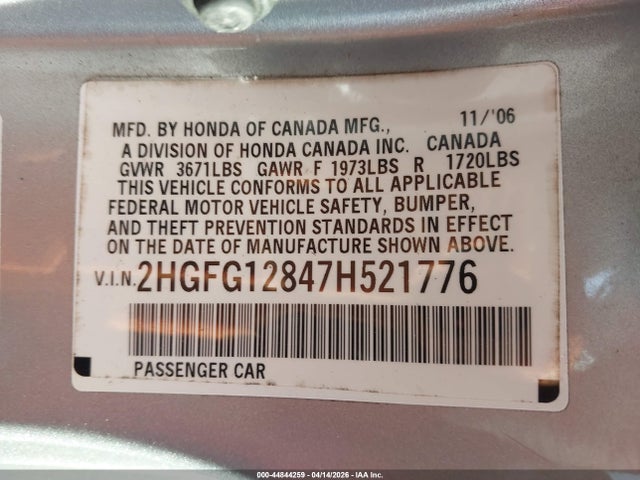 11/'06
MFD. BY HONDA OF CANADA MFG.,
A DIVISION OF HONDA CANADA INC. CANADA
GVWR 3671LBS GAWR F 1973LBS R 1720LBS
THIS VEHICLE CONFORMS TO ALL APPLICABLE
FEDERAL MOTOR VEHICLE SAFETY, BUMPER,
AND THEFT PREVENTION STANDARDS IN EFFECT
ON THE DATE OF MANUFACTURE SHOWN ABOVE.
V.I.N. 2HGFG12847H521776
PASSENGER CAR
000-44844259 - 04/14/2026 - IAA Inc.